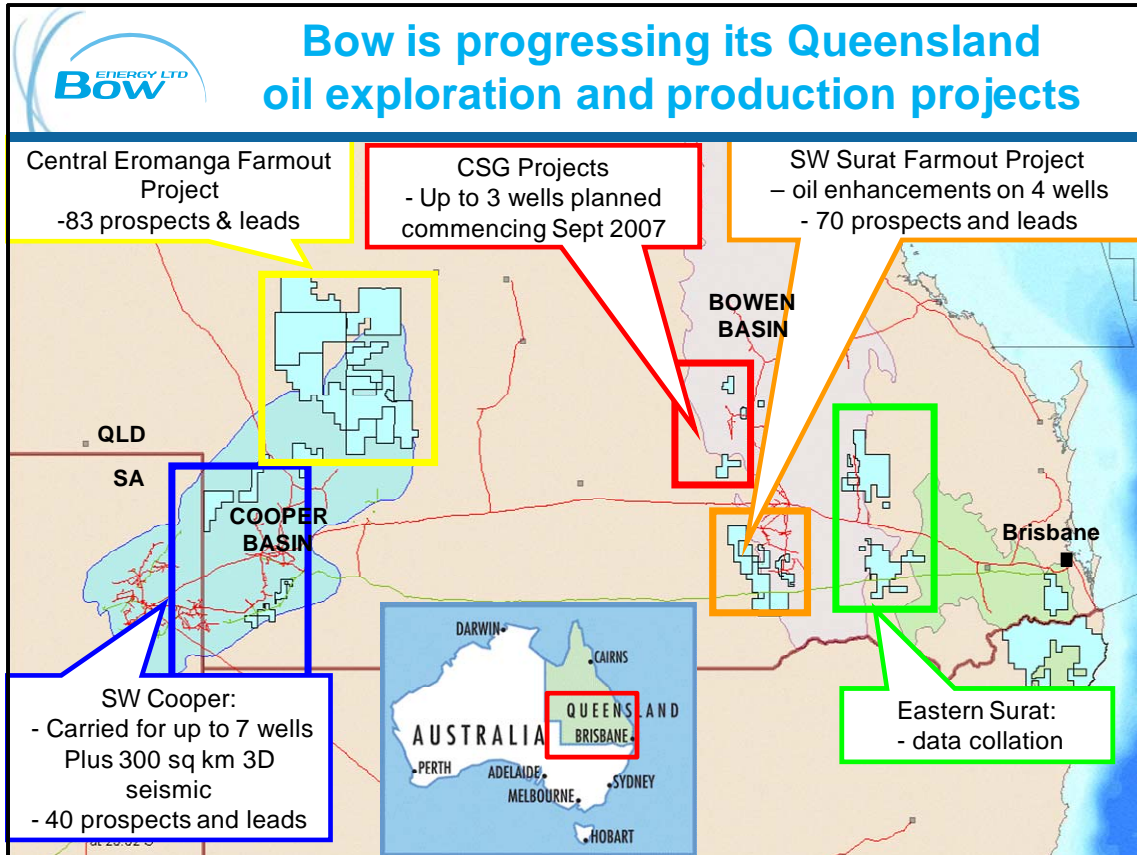 ENERGY LTD
BOW
Bow is progressing its Queensland
oil exploration and production projects
Central Eromanga Farmout
Project
-83 prospects & leads
CSG Projects
- Up to 3 wells planned
commencing Sept 2007
SW Surat Farmout Project
– oil enhancements on 4 wells
- 70 prospects and leads
BOWEN
BASIN
QLD
SA
COOPER
BASIN
Brisbane
SW Cooper:
- Carried for up to 7 wells
Plus 300 sq km 3D
seismic
- 40 prospects and leads
DARWIN
CAIRNS
QUEENSLAND
AUSTRALIA
BRISBANE
PERTH
ADELAIDE
SYDNEY
MELBOURNE
HOBART
Eastern Surat:
- data collation